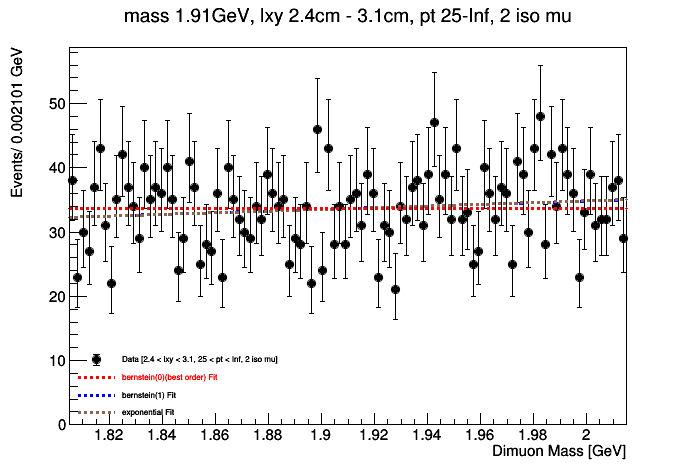 mass 1.91GeV, lxy 2.4cm - 3.1cm, pt 25-Inf, 2 iso mu
Events/ 0.002101 GeV
50
40
30
20
10
0
Data [2.4 < lxy < 3.1, 25 < pt < Inf, 2 iso mu]
bernstein(0)(best order) Fit
bernstein(1) Fit
exponential Fit
1.82 1.84 1.86 1.88 1.9 1.92 1.94 1.96 1.98 2
Dimuon Mass [GeV]